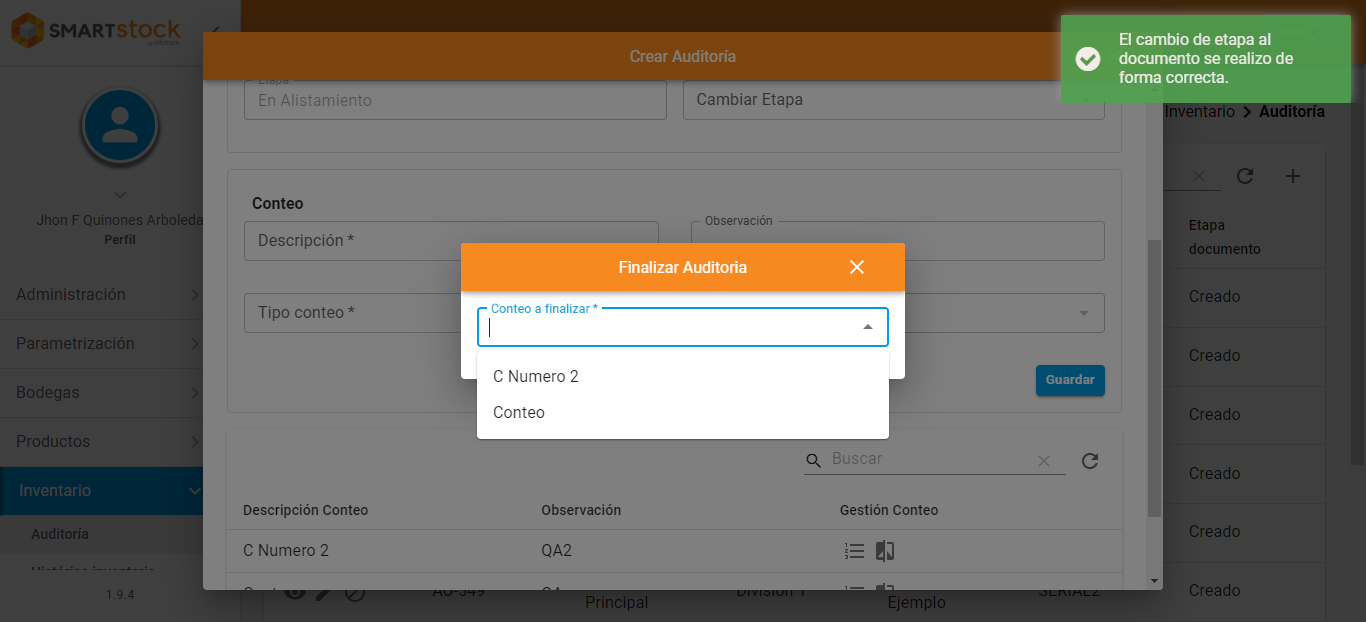 SMARTstock
Crear Auditoría
El cambio de etapa al
documento se realizo de
forma correcta.
Etapa
En Alistamiento
Cambiar Etapa
Inventario > Auditoría
Jhon F Quinones Arboleda
Perfil
Conteo
Descripción *
Observación
Etapa
documento
Finalizar Auditoria
Administración
Creado
Conteo a finalizar *
Tipo conteo *
Parametrización
Creado
C Numero 2
Guardar
Bodegas
Conteo
Creado
Productos
Buscar
Creado
Inventario
Descripción Conteo
Observación
Gestión Conteo
Auditoría
Creado
C Numero 2
QA2
Histórico inventario
1.9.4
AU-549
Principal
División 1
Ejemplo
SERIAL2
Creado